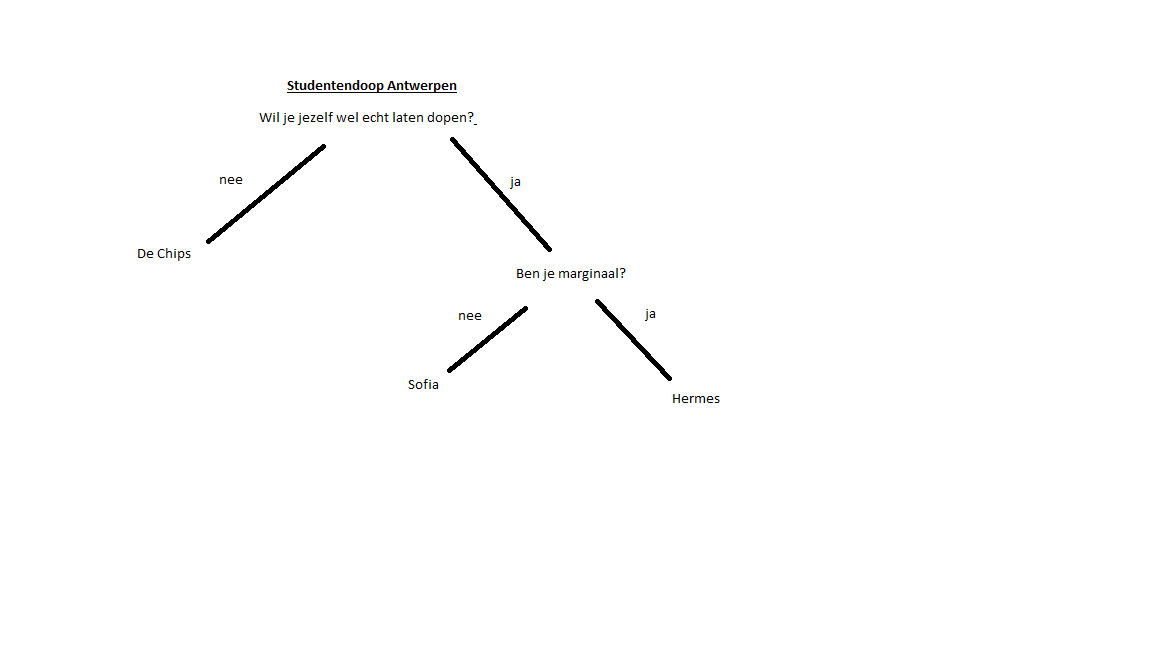 Studentendoop Antwerpen
Wil je jezelf wel echt laten dopen?
nee
ja
De Chips
Ben je marginaal?
nee
ja
Sofia
Hermes